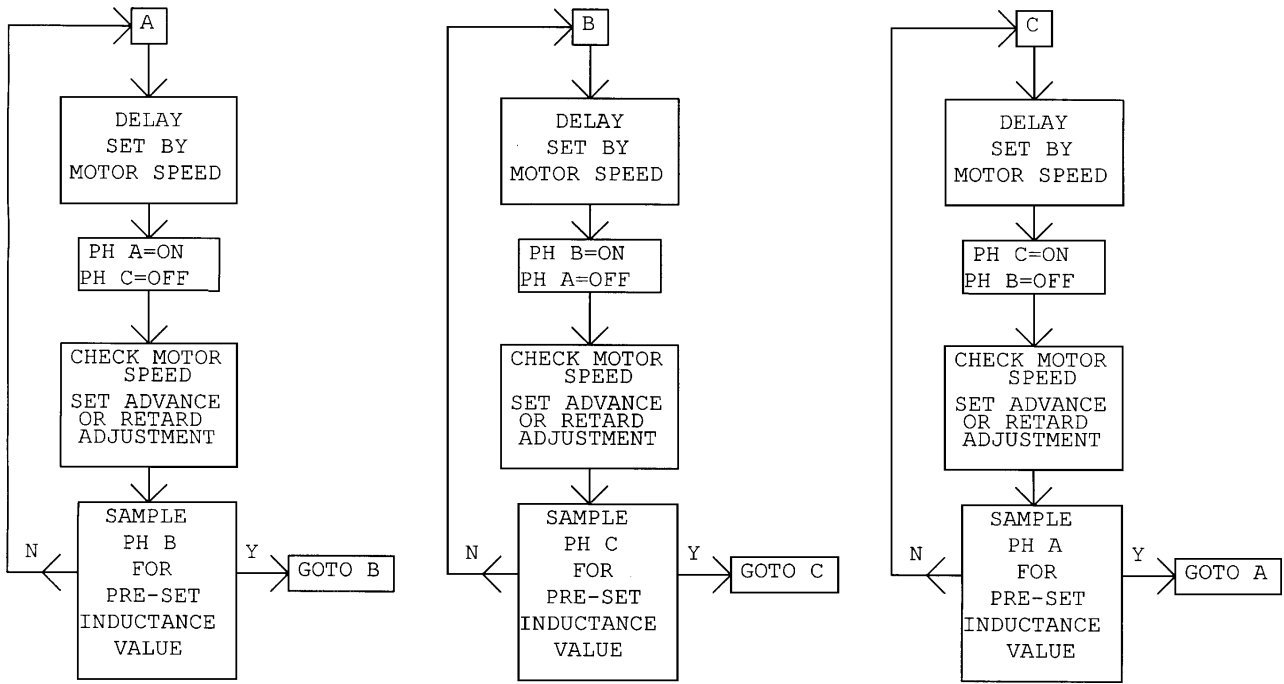 A
DELAY
SET BY
MOTOR SPEED
PH A=ON
PH C=OFF
CHECK MOTOR
SPEED
SET ADVANCE
OR RETARD
ADJUSTMENT
SAMPLE
PH B
FOR
PRE-SET
INDUCTANCE
VALUE
N
Y
GOTO B
B
DELAY
SET BY
MOTOR SPEED
PH B=ON
PH A=OFF
CHECK MOTOR
SPEED
SET ADVANCE
OR RETARD
ADJUSTMENT
SAMPLE
PH C
FOR
PRE-SET
INDUCTANCE
VALUE
N
Y
GOTO C
C
DELAY
SET BY
MOTOR SPEED
PH C=ON
PH B=OFF
CHECK MOTOR
SPEED
SET ADVANCE
OR RETARD
ADJUSTMENT
SAMPLE
PH A
FOR
PRE-SET
INDUCTANCE
VALUE
N
Y
GOTO A